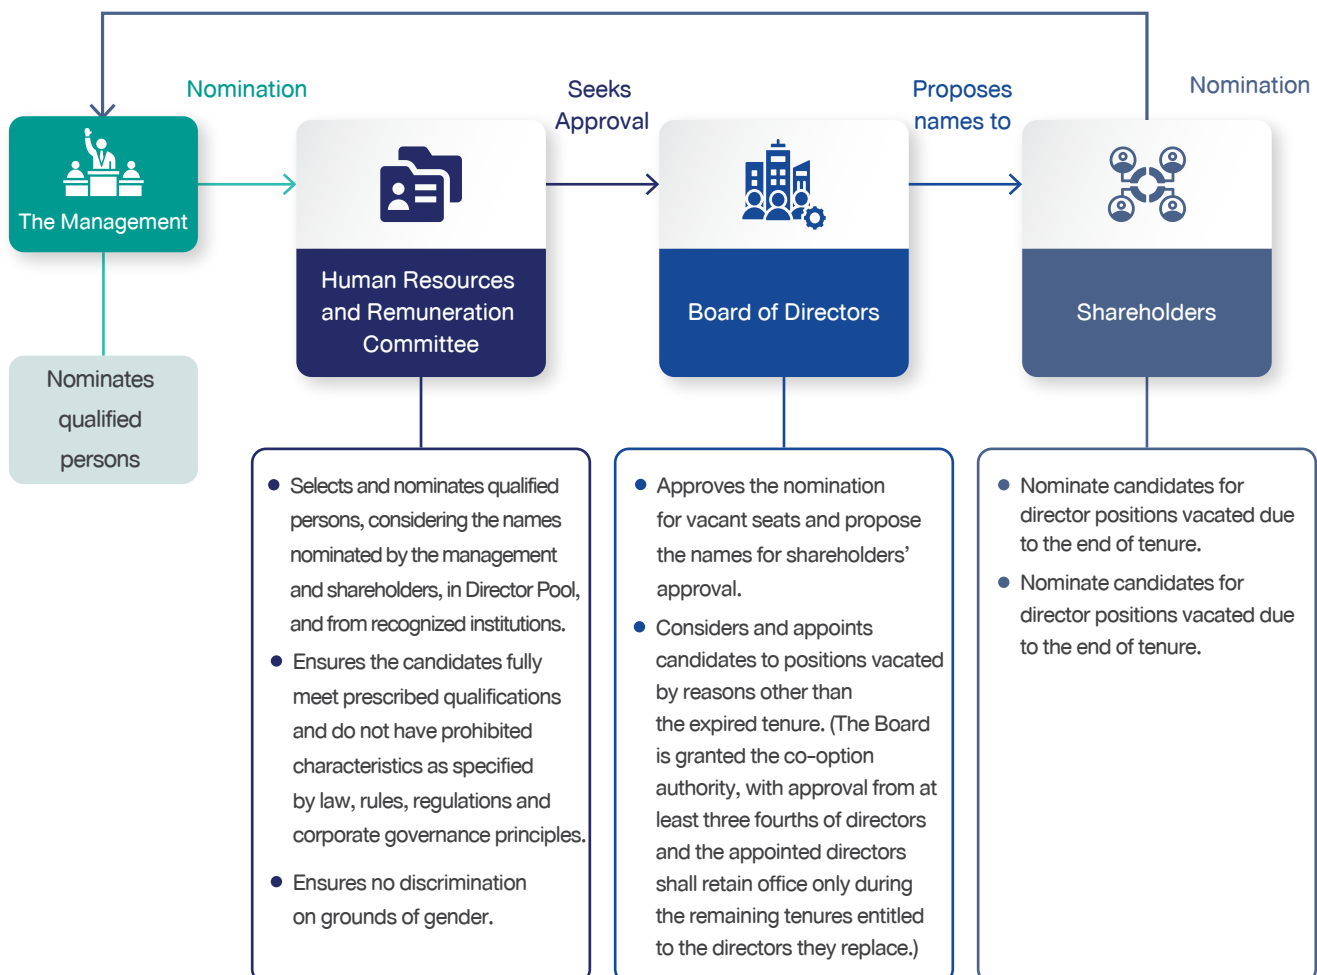 Nomination
Seeks
Approval
Proposes
names to
Nomination
The Management
Human Resources
and Remuneration
Committee
Board of Directors
Shareholders
Nominates
qualified
persons
● Selects and nominates qualified
persons, considering the names
nominated by the management
and shareholders, in Director Pool,
and from recognized institutions.
● Ensures the candidates fully
meet prescribed qualifications
and do not have prohibited
characteristics as specified
by law, rules, regulations and
corporate governance principles.
● Ensures no discrimination
on grounds of gender.
● Approves the nomination
for vacant seats and propose
the names for shareholders’
approval.
● Considers and appoints
candidates to positions vacated
by reasons other than
the expired tenure. (The Board
is granted the co-option
authority, with approval from at
least three fourths of directors
and the appointed directors
shall retain office only during
the remaining tenures entitled
to the directors they replace.)
● Nominate candidates for
director positions vacated due
to the end of tenure.
● Nominate candidates for
director positions vacated due
to the end of tenure.